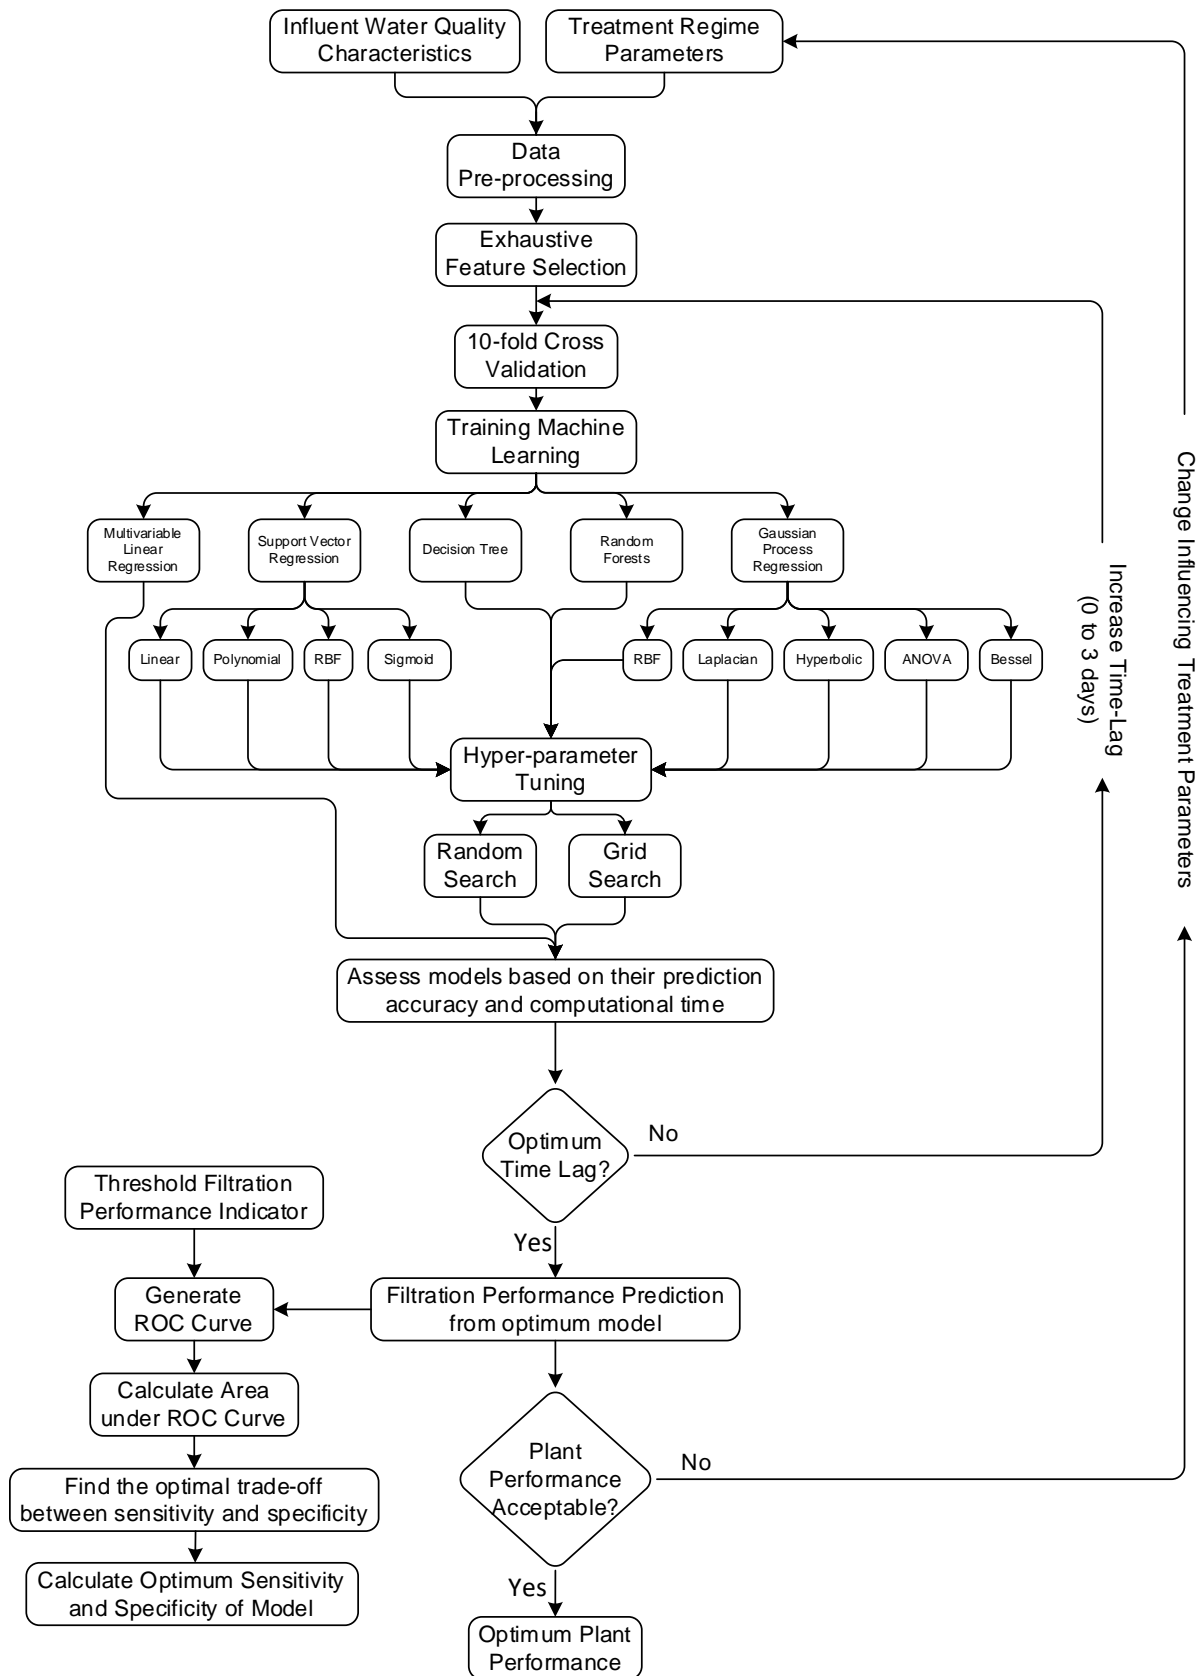 Influent Water Quality
Characteristics
Treatment Regime
Parameters
Data
Pre-processing
Exhaustive
Feature Selection
10-fold Cross
Validation
Training Machine
Learning
Multivariable
Linear
Regression
Support Vector
Regression
Decision Tree
Random
Forests
Gaussian
Process
Regression
Linear
Polynomial
RBF
Sigmoid
RBF
Laplacian
Hyperbolic
ANOVA
Bessel
Increase Time-Lag
(0 to 3 days)
Change Influencing Treatment Parameters
Hyper-parameter
Tuning
Random
Search
Grid
Search
Assess models based on their prediction
accuracy and computational time
Optimum
Time Lag?
No
Yes
Threshold Filtration
Performance Indicator
Generate
ROC Curve
Filtration Performance Prediction
from optimum model
Calculate Area
under ROC Curve
Find the optimal trade-off
between sensitivity and specificity
Calculate Optimum Sensitivity
and Specificity of Model
Plant
Performance
Acceptable?
No
Yes
Optimum Plant
Performance